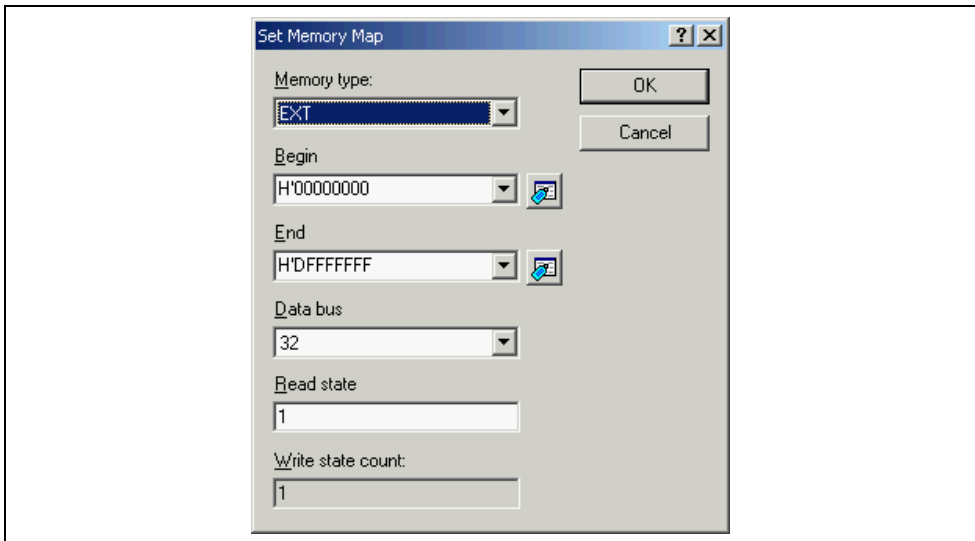 Set Memory Map
Memory type:
EXT
OK
Cancel
Begin
H'00000000
End
H'DFFFFFFF
Data bus
32
Read state
1
Write state count:
1